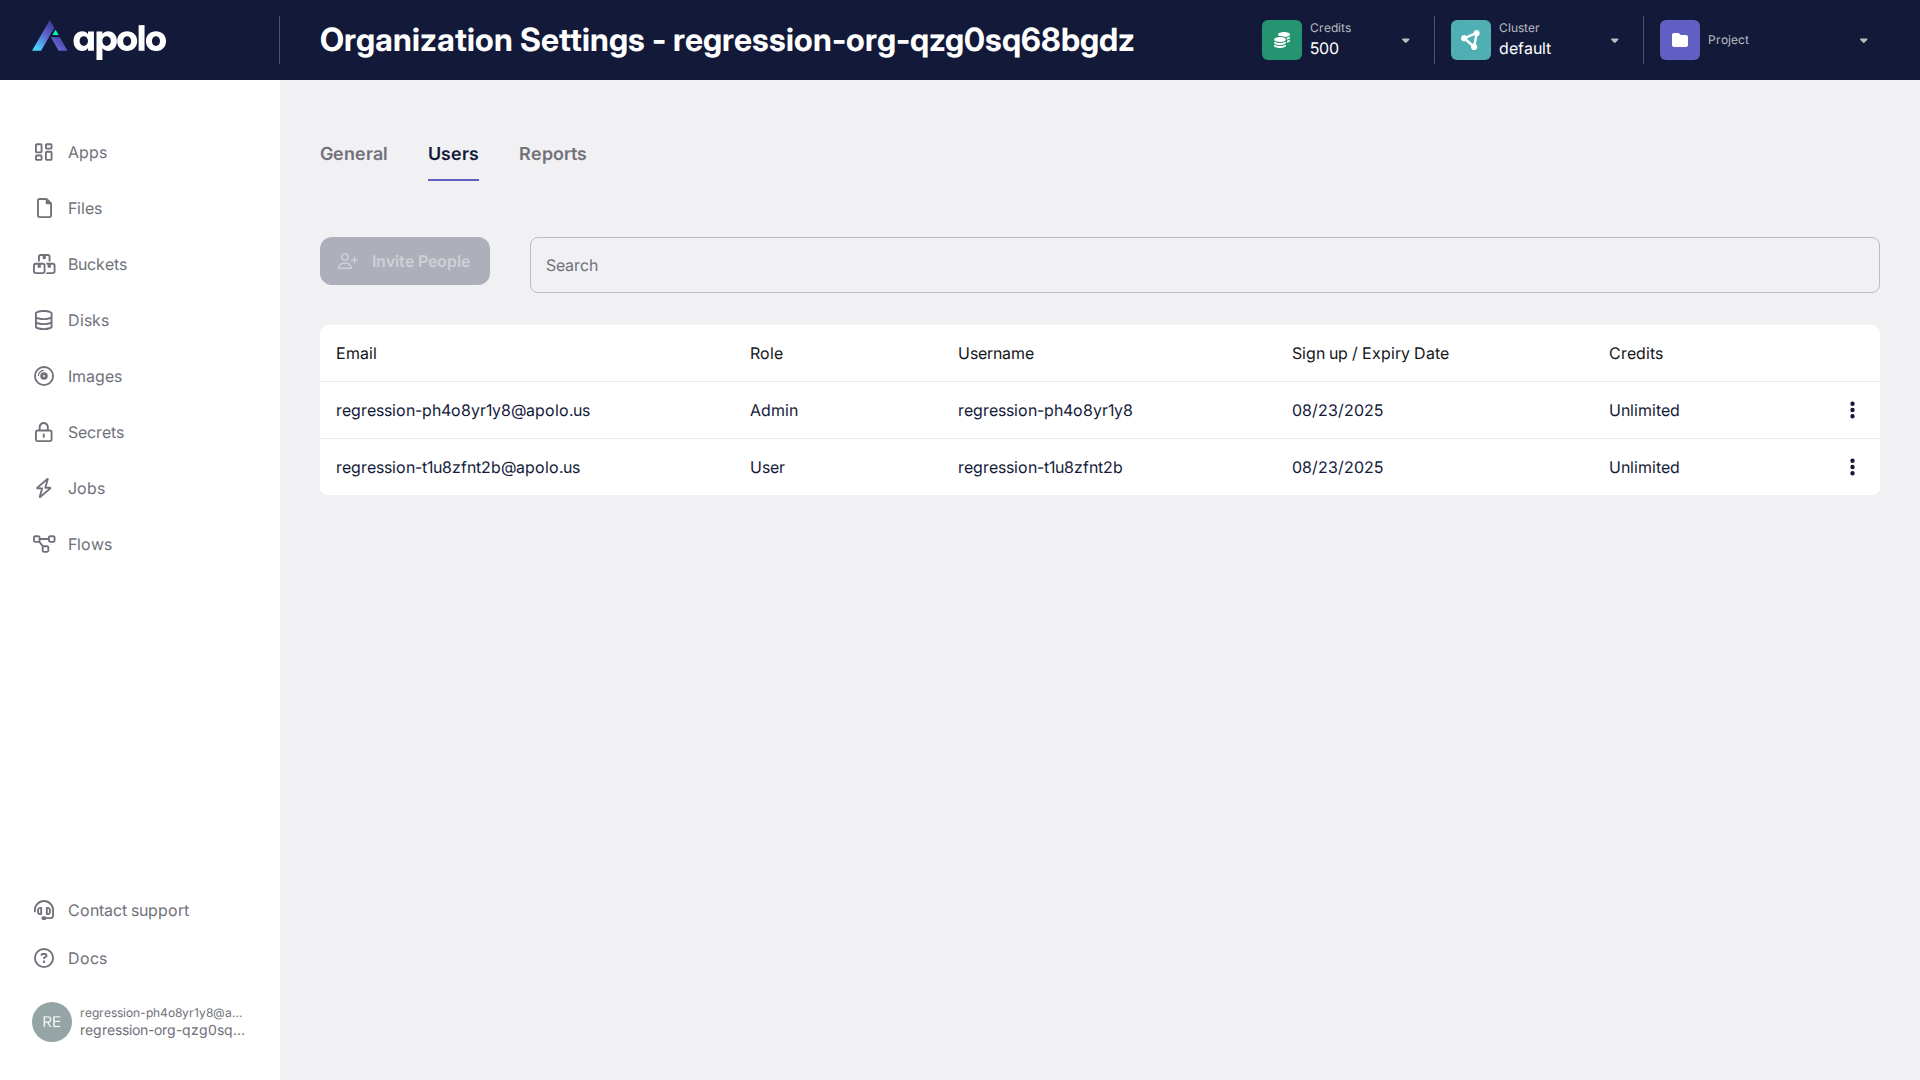 apolo
Organization Settings - regression-org-qzg0sq68bgdz
Credits
500
Cluster
default
Project
Apps
Files
Buckets
Disks
Images
Secrets
Jobs
Flows
General Users Reports
Invite People
Search
Email Role Username Sign up / Expiry Date Credits
regression-ph4o8yr1y8@apolo.us Admin regression-ph4o8yr1y8 08/23/2025 Unlimited
regression-t1u8zfnt2b@apolo.us User regression-t1u8zfnt2b 08/23/2025 Unlimited
Contact support
Docs
RE
regression-ph4o8yr1y8@a...
regression-org-qzg0sq...